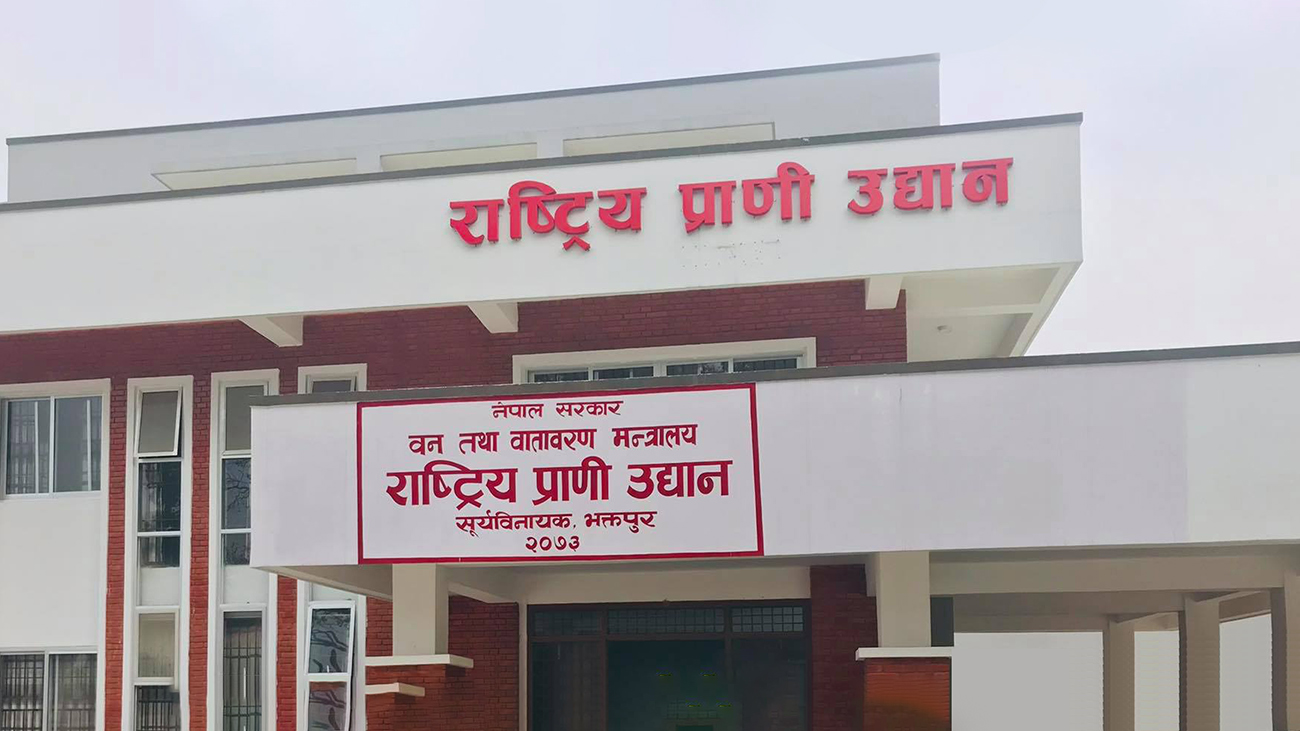 राष्ट्रिय प्राणी उद्यान
नेपाल सरकार
वन तथा वातावरण मन्त्रालय
राष्ट्रिय प्राणी उद्यान
सूर्यविनायक, भक्तपुर
२०७३